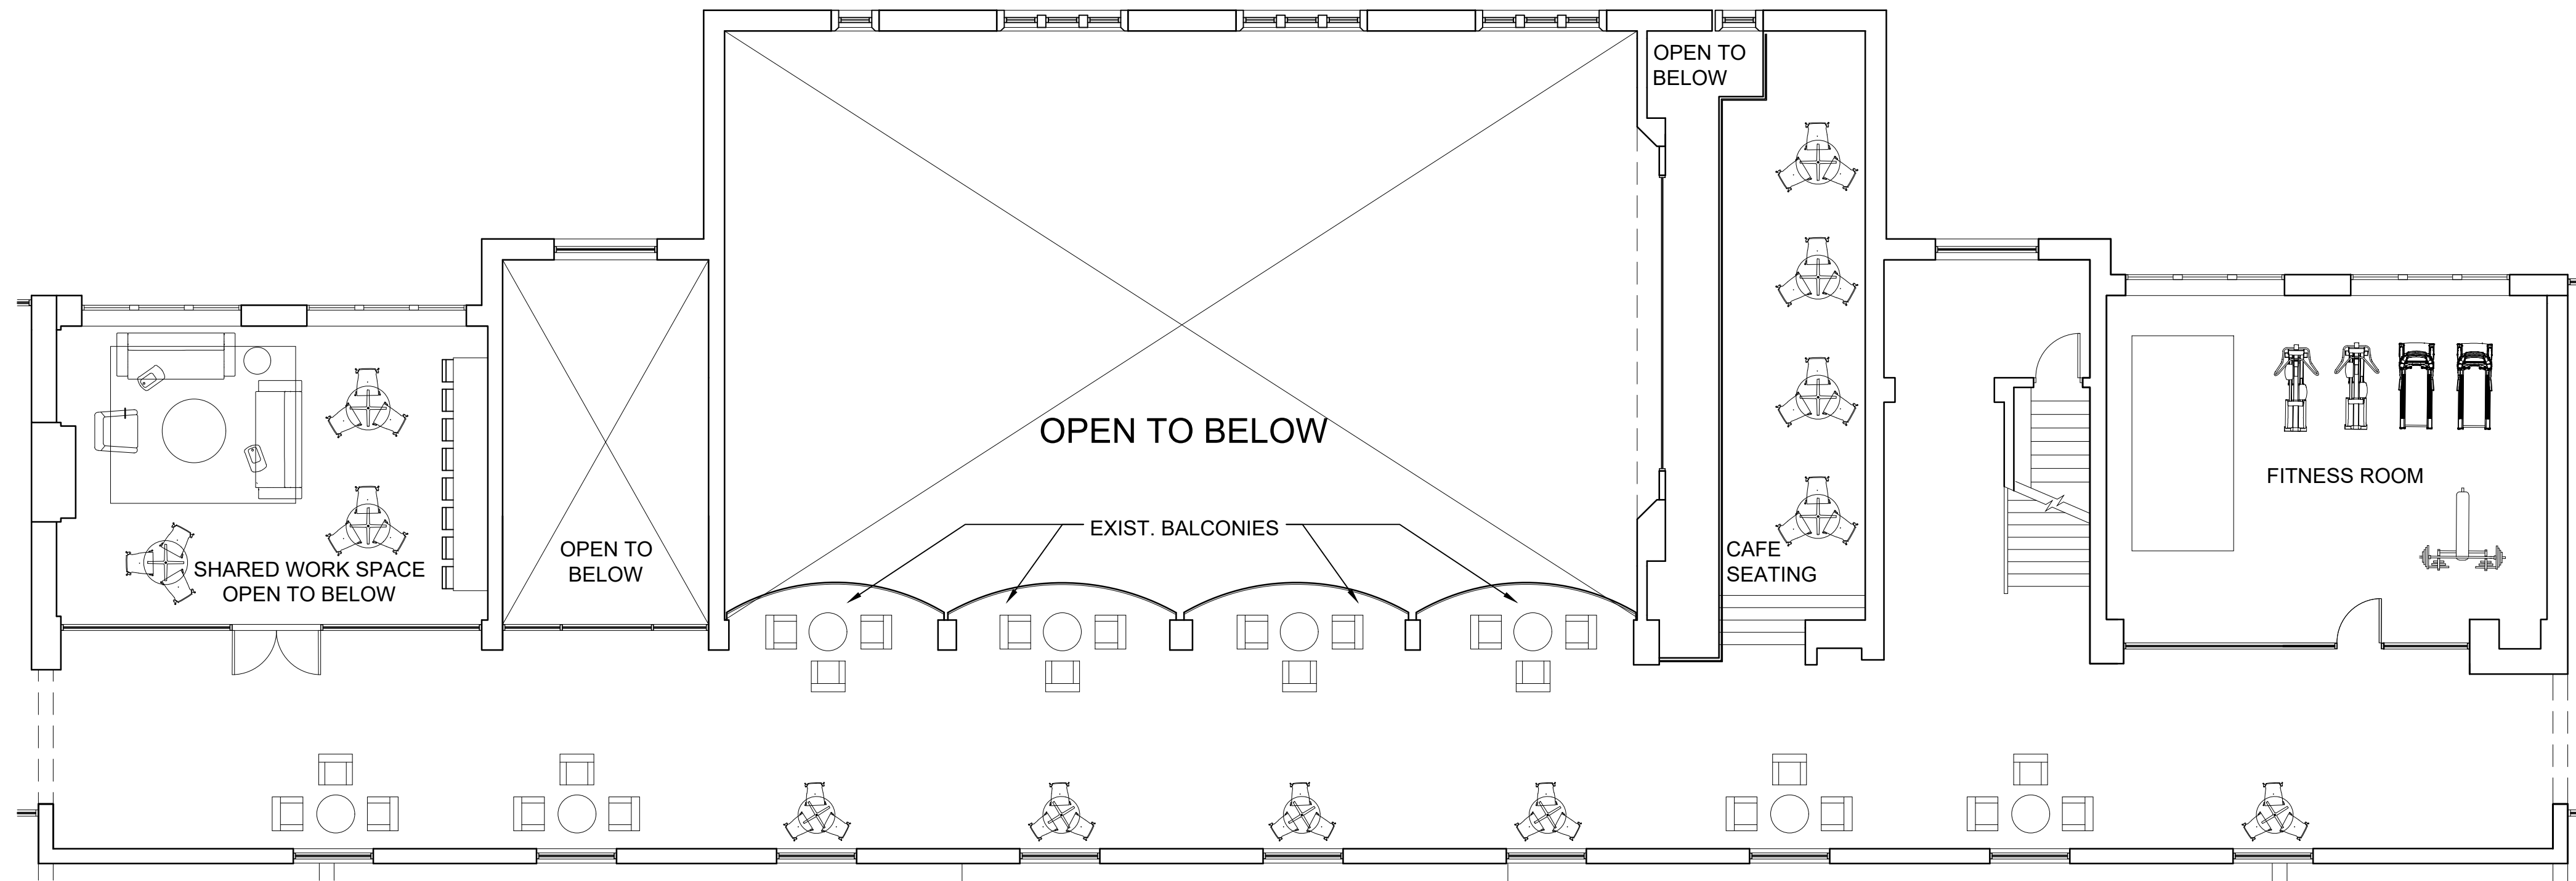 OPEN TO
BELOW
OPEN TO BELOW
FITNESS ROOM
EXIST. BALCONIES
OPEN TO
BELOW
CAFE
SEATING
SHARED WORK SPACE
OPEN TO BELOW